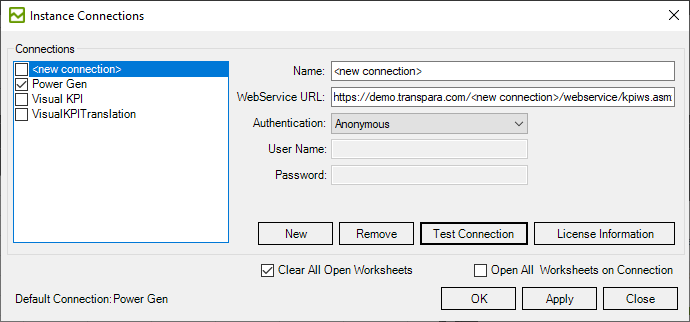 Instance Connections
Connections
<new connection>
Power Gen
Visual KPI
VisualKPITranslation
Name: <new connection>
WebService URL: https://demo.transpara.com/<new connection>/webservice/kpiws.asm
Authentication: Anonymous
User Name:
Password:
New Remove Test Connection License Information
Clear All Open Worksheets Open All Worksheets on Connection
Default Connection: Power Gen
OK Apply Close